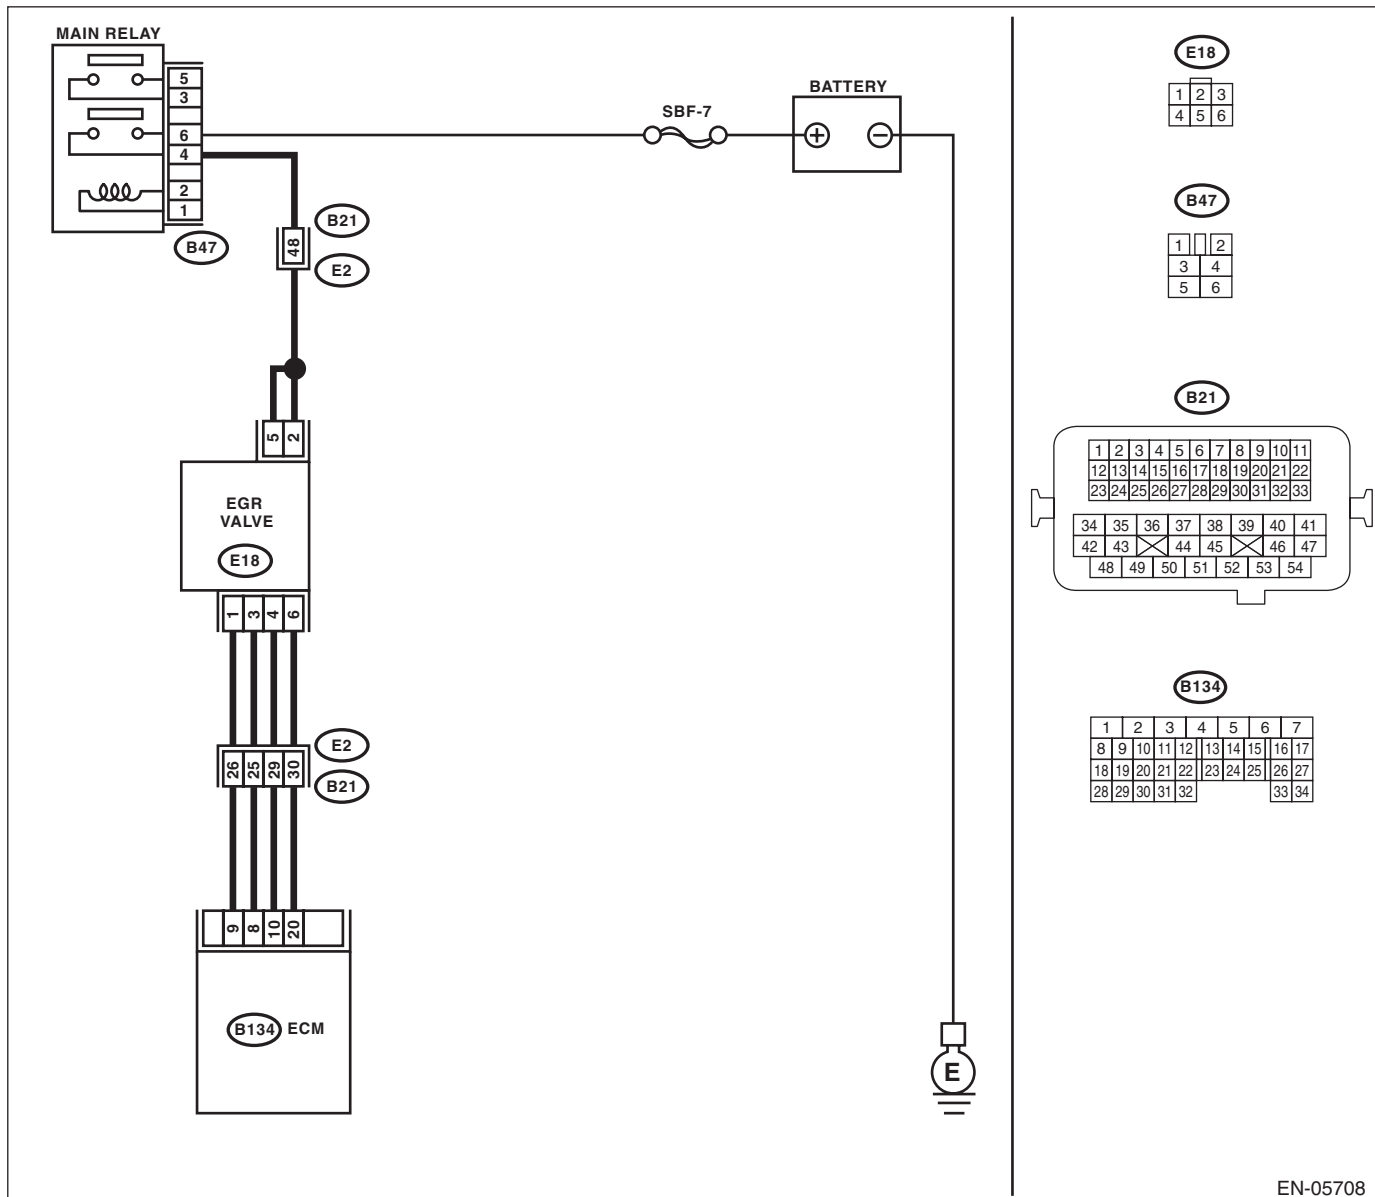 MAIN RELAY
5
3
6
4
2
1
B47
SBF-7
BATTERY
+ −
48
B21
E2
5 2
EGR
VALVE
E18
1 3 4 6
E2
26 25 29 30
B21
9 8 10 20
B134 ECM
E
E18
1 2 3
4 5 6
B47
1 2
3 4
5 6
B21
1 2 3 4 5 6 7 8 9 10 11
12 13 14 15 16 17 18 19 20 21 22
23 24 25 26 27 28 29 30 31 32 33
34 35 36 37 38 39 40 41
42 43 44 45 46 47
48 49 50 51 52 53 54
B134
1 2 3 4 5 6 7
8 9 10 11 12 13 14 15 16 17
18 19 20 21 22 23 24 25 26 27
28 29 30 31 32 33 34
EN-05708